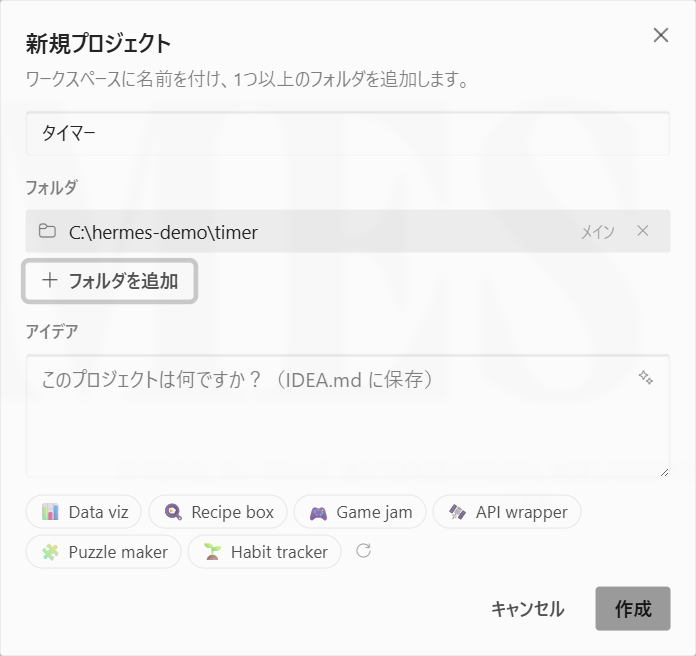 新規プロジェクト
ワークスペースに名前を付け、1つ以上のフォルダを追加します。
タイマー
フォルダ
C:\hermes-demo\timer メイン
フォルダを追加
アイデア
このプロジェクトは何ですか？（IDEA.md に保存）
Data viz Recipe box Game jam API wrapper
Puzzle maker Habit tracker
キャンセル 作成